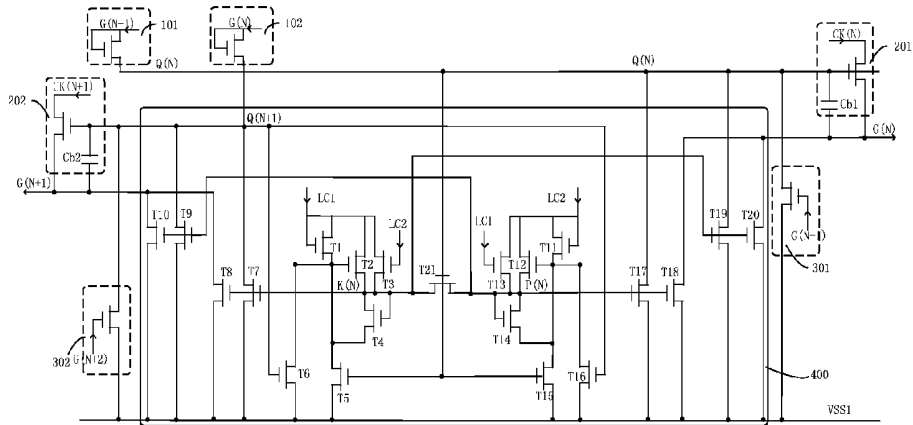 G(N-1)
101
G(N)
102
CK(N)
201
Q(N)
Q(N)
CK(N+1)
202
Q(N+1)
Cb1
G(N)
Cb2
G(N+1)
LC1
LC2
LC2
LC1
T10
T9
T1
T2
T3
T21
T12
T11
T13
T19
T20
G(N-1)
301
T8
T7
K(N)
P(N)
T17
T18
T4
T14
302
G(N+2)
T6
T5
T15
T16
400
VSS1